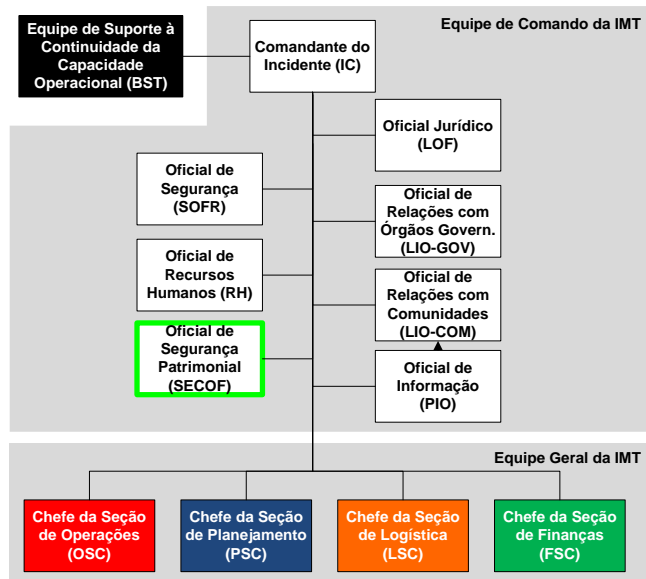 Equipe de Suporte à
Continuidade da
Capacidade
Operacional (BST)
Comandante do
Incidente (IC)
Equipe de Comando da IMT
Oficial Jurídico
(LOF)
Oficial de
Segurança
(SOFR)
Oficial de
Relações com
Órgãos Govern.
(LIO-GOV)
Oficial de
Recursos
Humanos (RH)
Oficial de
Relações com
Comunidades
(LIO-COM)
Oficial de
Segurança
Patrimonial
(SECOF)
Oficial de
Informação
(PIO)
Equipe Geral da IMT
Chefe da Seção
de Operações
(OSC)
Chefe da Seção
de Planejamento
(PSC)
Chefe da Seção
de Logística
(LSC)
Chefe da Seção
de Finanças
(FSC)